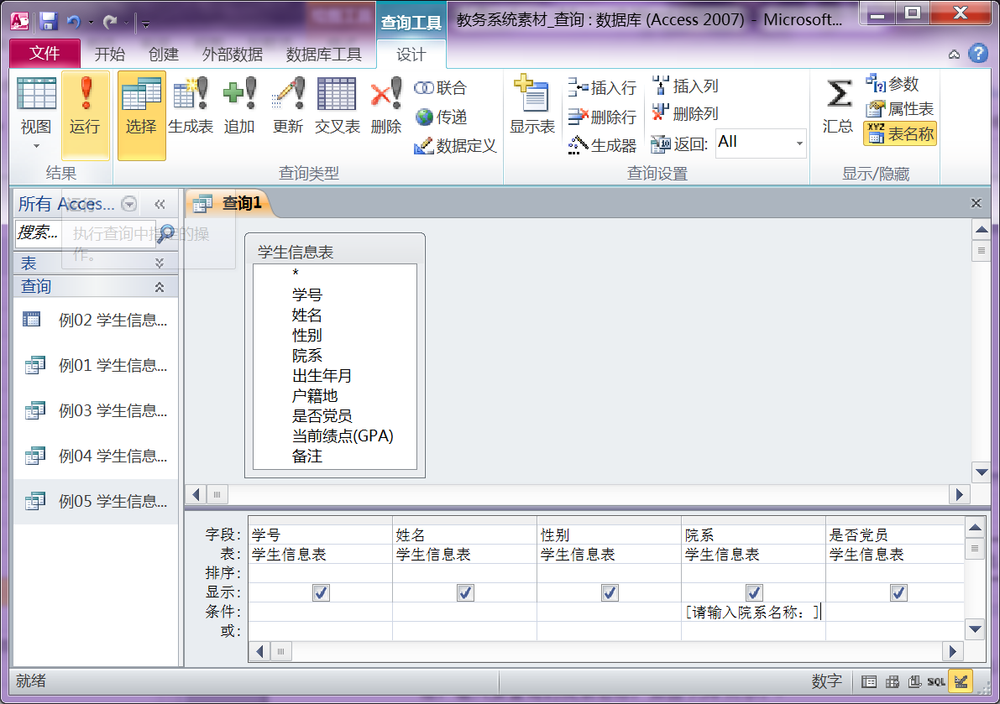 查询工具
教务系统素材_查询 : 数据库 (Access 2007) - Microsoft...
文件 开始 创建 外部数据 数据库工具 设计
视图 运行 选择 生成表 追加 更新 交叉表 删除
联合
传递
数据定义
显示表
插入行
删除行
生成器
插入列
删除列
返回: All
汇总
参数
属性表
XYZ 表名称
结果 查询类型 查询设置 显示/隐藏
所有 Access...
运行
查询1
搜索...
执行查询中指定的操
作。
表
查询
例02 学生信息...
例01 学生信息...
例03 学生信息...
例04 学生信息...
例05 学生信息...
学生信息表
*
学号
姓名
性别
院系
出生年月
户籍地
是否党员
当前绩点(GPA)
备注
字段: 学号 姓名 性别 院系 是否党员
表: 学生信息表 学生信息表 学生信息表 学生信息表 学生信息表
排序:
显示:
条件: [请输入院系名称：]
或:
就绪
数字
SQL